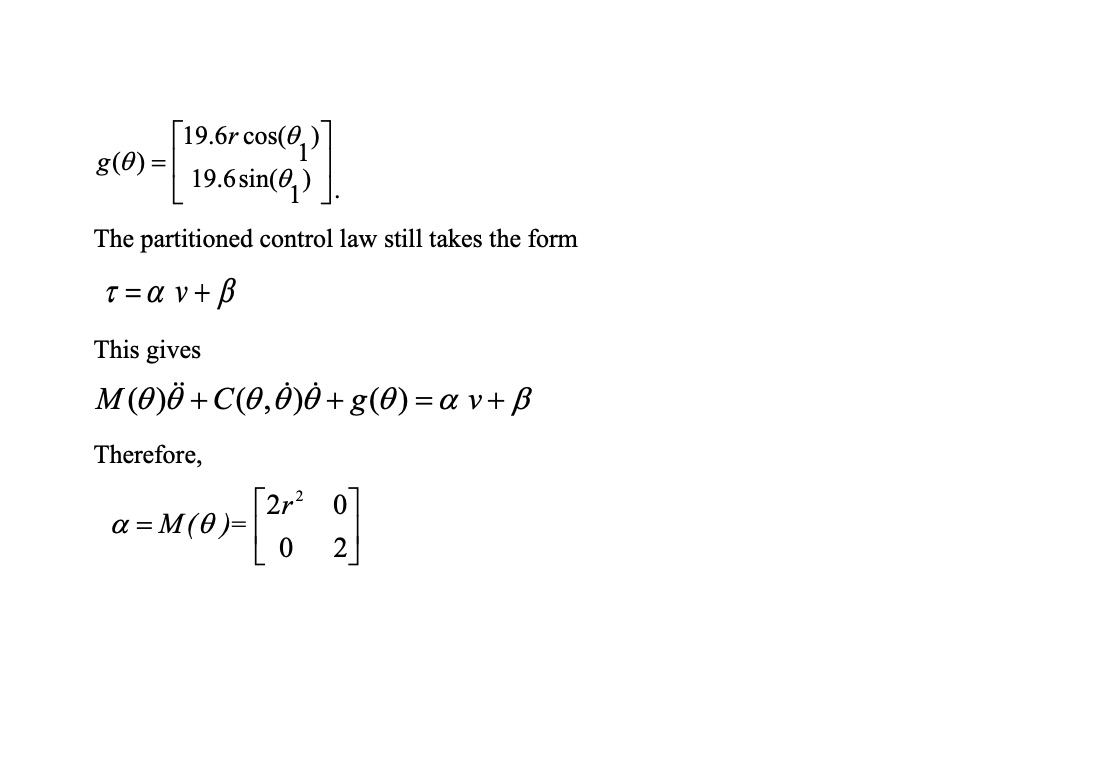 g(θ) = [19.6r cos(θ₁)
19.6 sin(θ₁)].
The partitioned control law still takes the form
τ = α v + β
This gives
M(θ)θ̈ + C(θ, θ̇)θ̇ + g(θ) = α v + β
Therefore,
α = M(θ) = [2r² 0
0 2]